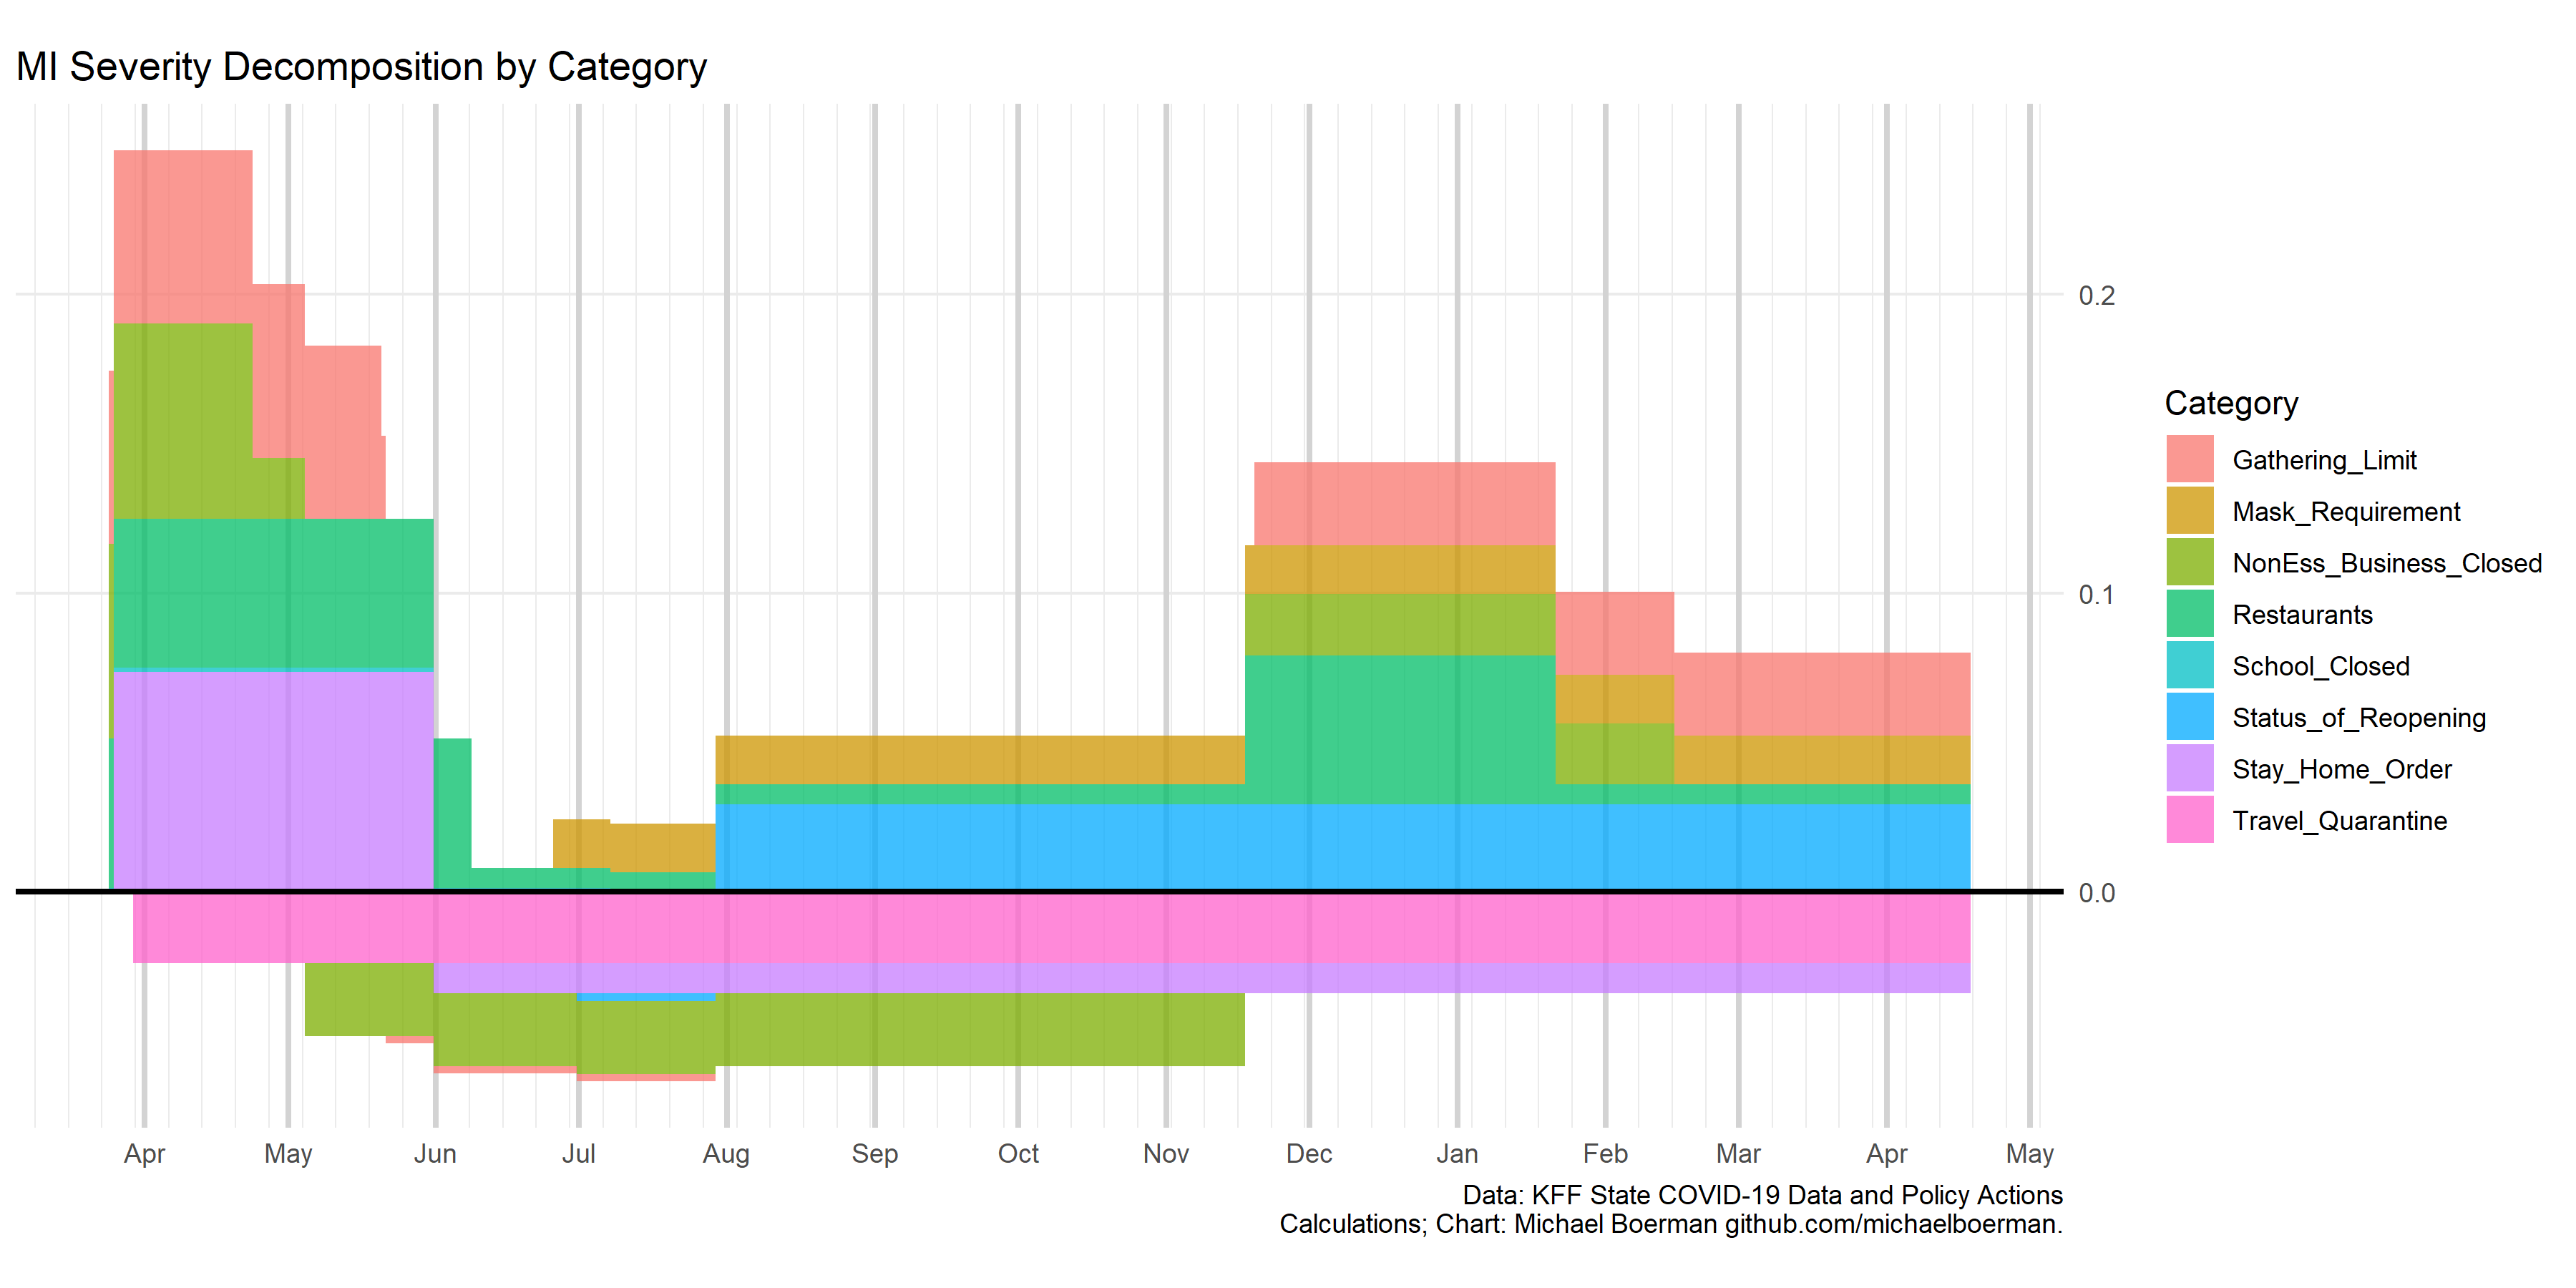 MI Severity Decomposition by Category
0.2
0.1
0.0
Apr May Jun Jul Aug Sep Oct Nov Dec Jan Feb Mar Apr May
Category
Gathering_Limit
Mask_Requirement
NonEss_Business_Closed
Restaurants
School_Closed
Status_of_Reopening
Stay_Home_Order
Travel_Quarantine
Data: KFF State COVID-19 Data and Policy Actions
Calculations; Chart: Michael Boerman github.com/michaelboerman.